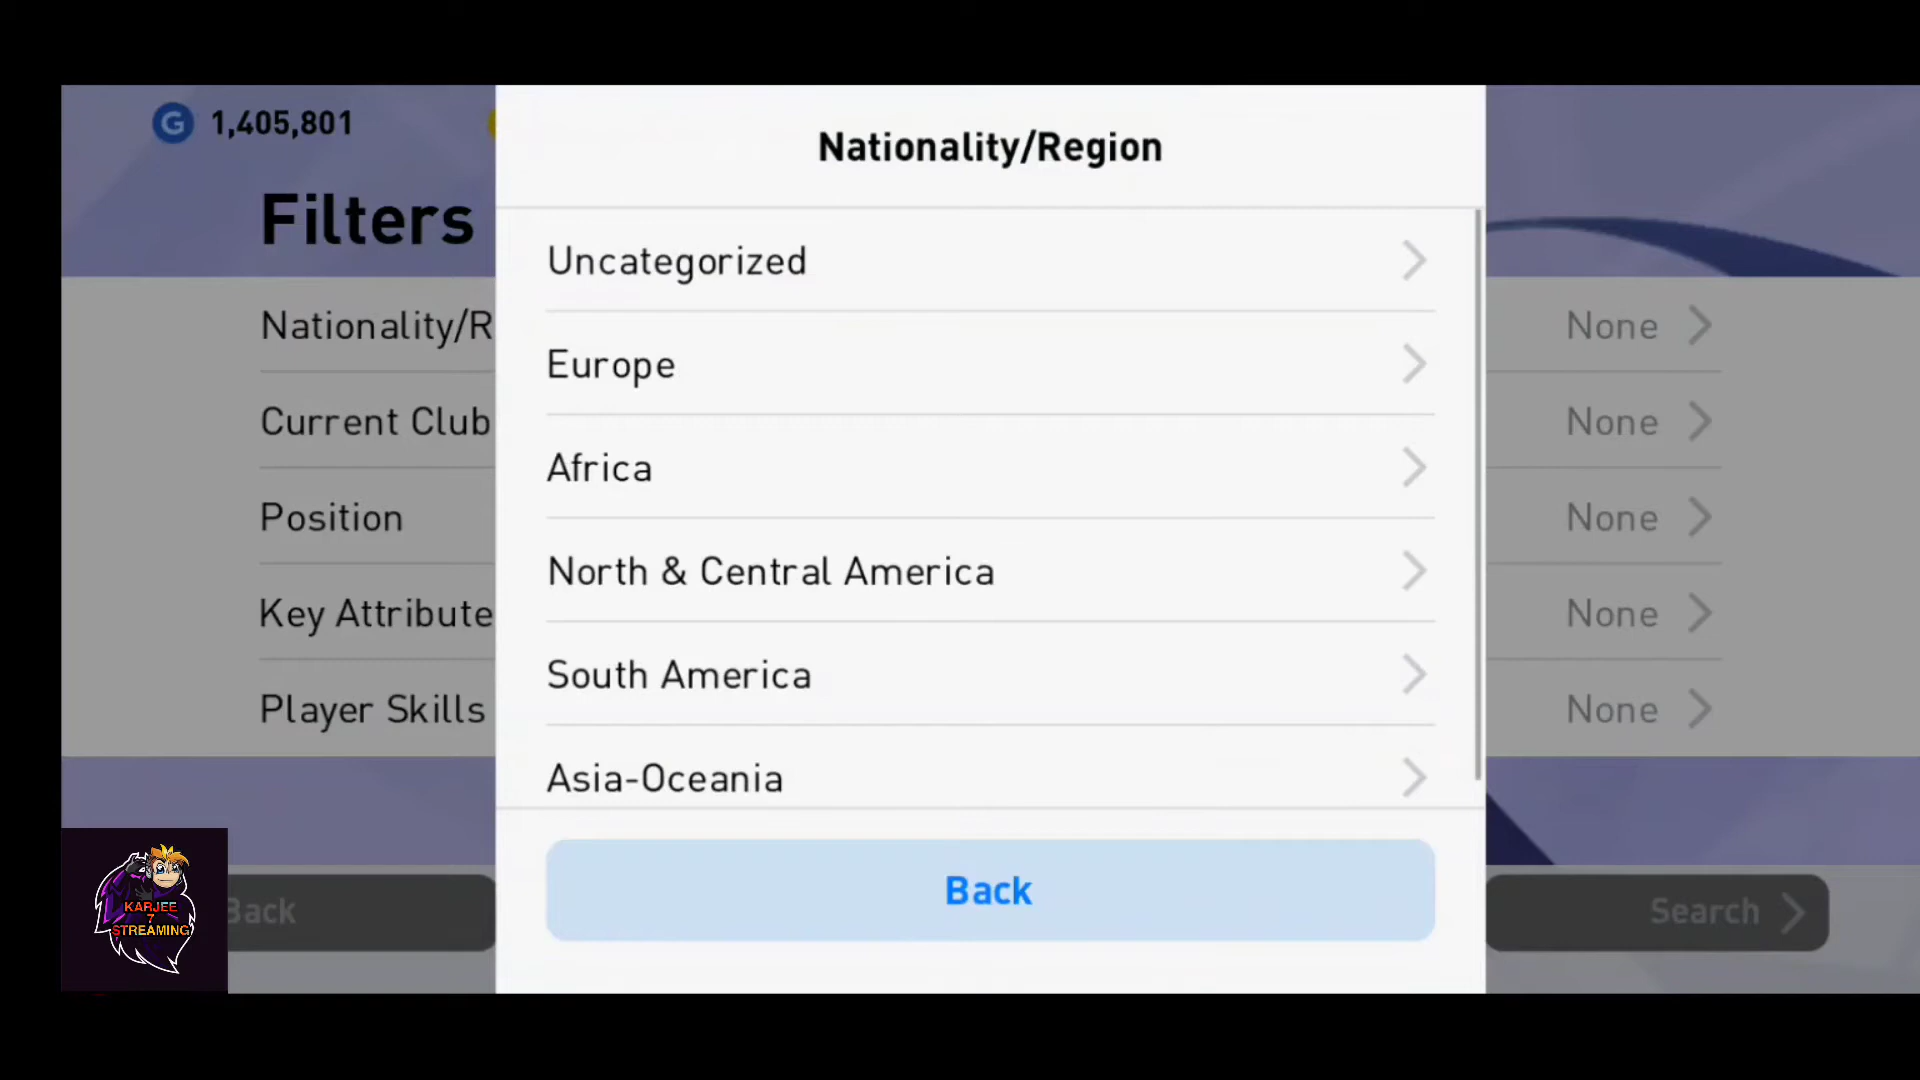 G 1,405,801
Filters
Nationality/R
None
Current Club
None
Position
None
Key Attribute
None
Player Skills
None
Back
Search
Nationality/Region
Uncategorized
Europe
Africa
North & Central America
South America
Asia-Oceania
Back
KARJEE
7
STREAMING